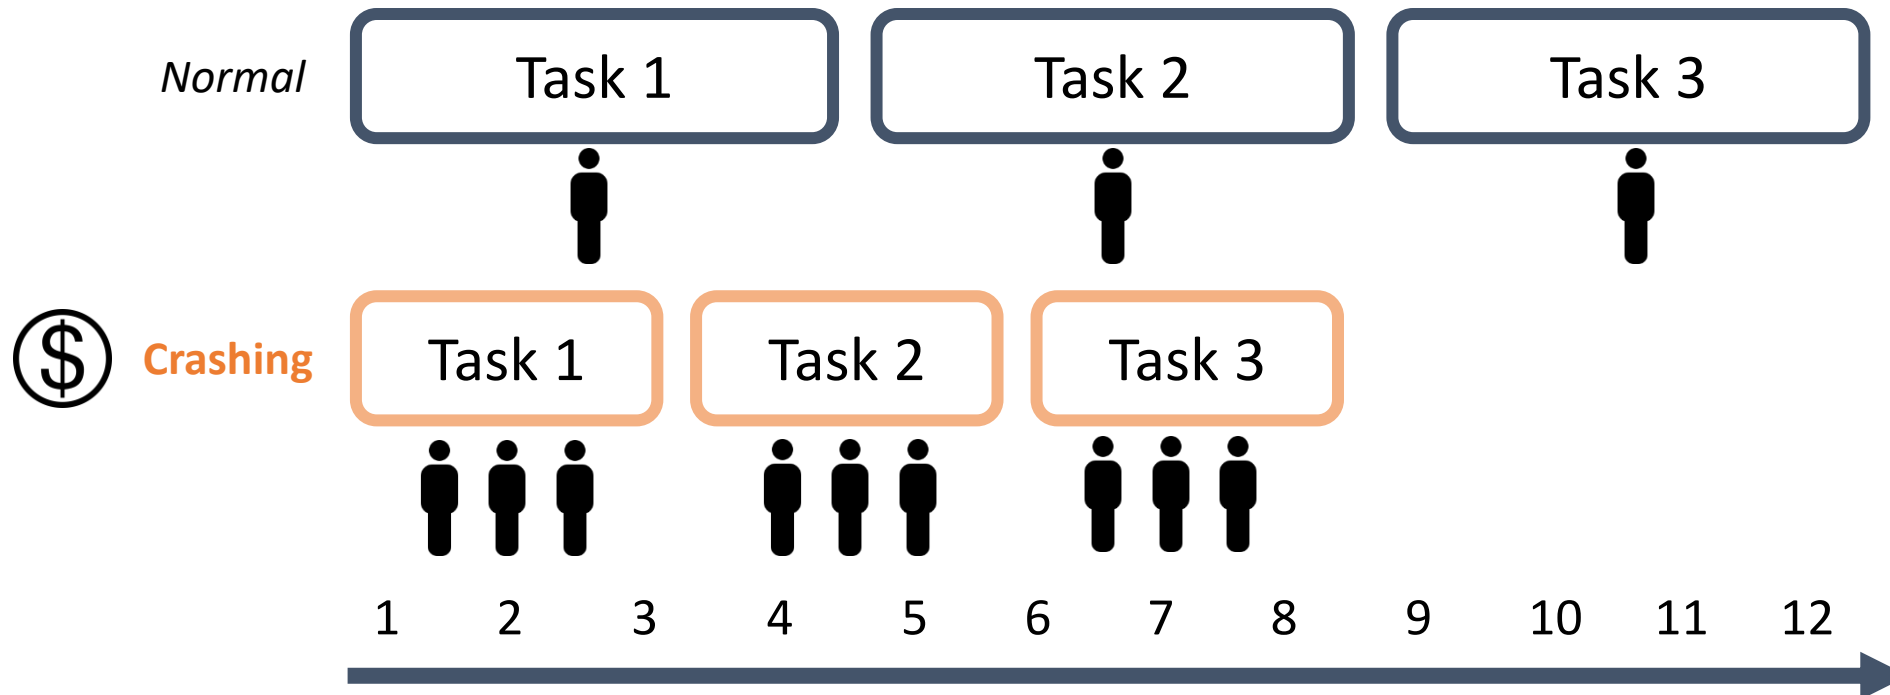 Normal Task 1 Task 2 Task 3
$ Crashing Task 1 Task 2 Task 3
1 2 3 4 5 6 7 8 9 10 11 12